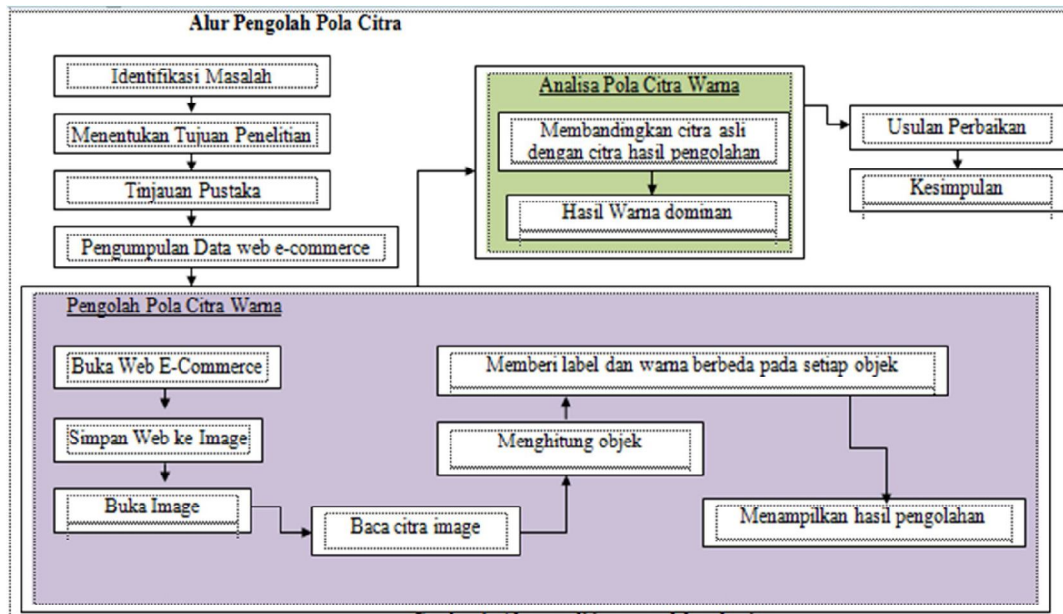 Alur Pengolah Pola Citra
Identifikasi Masalah
Menentukan Tujuan Penelitian
Tinjauan Pustaka
Pengumpulan Data web e-commerce
Pengolah Pola Citra Warna
Buka Web E-Commerce
Simpan Web ke Image
Buka Image
Baca citra image
Menghitung objek
Memberi label dan warna berbeda pada setiap objek
Menampilkan hasil pengolahan
Analisa Pola Citra Warna
Membandingkan citra asli
dengan citra hasil pengolahan
Hasil Warna dominan
Usulan Perbaikan
Kesimpulan